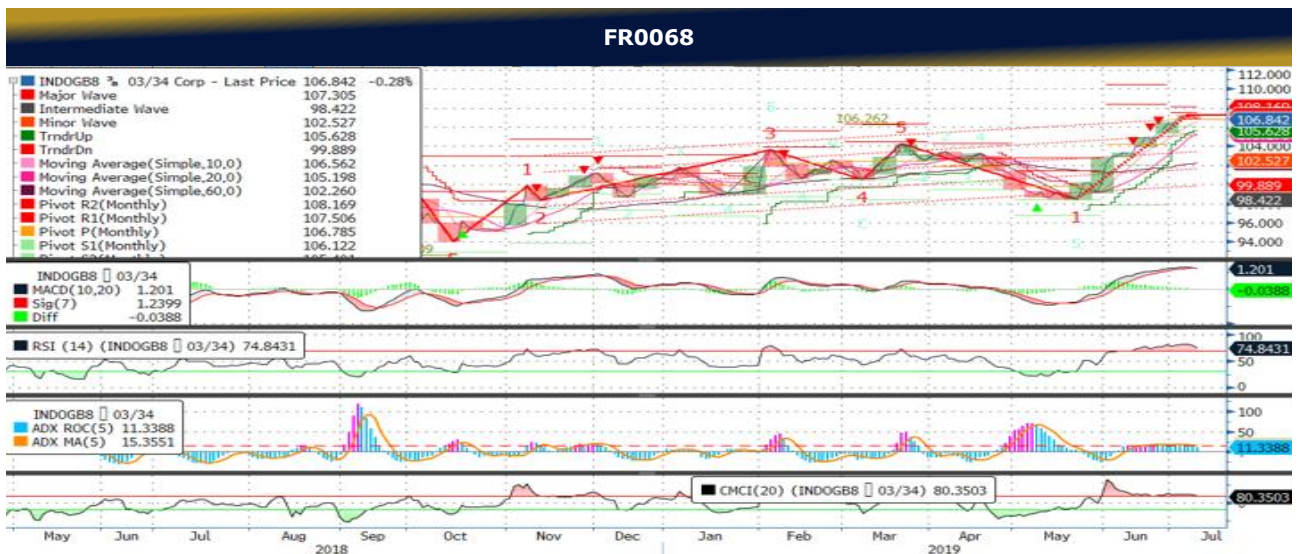 FR0068
INDOGB8 ⅜ 03/34 Corp - Last Price 106.842 -0.28%
Major Wave 107.305
Intermediate Wave 98.422
Minor Wave 102.527
TrndrUp 105.628
TrndrDn 99.889
Moving Average(Simple,10,0) 106.562
Moving Average(Simple,20,0) 105.198
Moving Average(Simple,60,0) 102.260
Pivot R2(Monthly) 108.169
Pivot R1(Monthly) 107.506
Pivot P(Monthly) 106.785
Pivot S1(Monthly) 106.122
1
2
3
106.262
4
5
1
112.000
110.000
108.169
106.842
105.628
104.000
102.527
99.889
98.422
96.000
94.000
INDOGB8 03/34
MACD(10,20) 1.201
Sig(7) 1.2399
Diff -0.0388
1.201
-0.0388
RSI (14) (INDOGB8 03/34) 74.8431
100
74.8431
50
0
INDOGB8 03/34
ADX ROC(5) 11.3388
ADX MA(5) 15.3551
100
50
11.3388
CMCI(20) (INDOGB8 03/34) 80.3503
80.3503
May Jun Jul Aug Sep Oct Nov Dec Jan Feb Mar Apr May Jun Jul
2018 2019